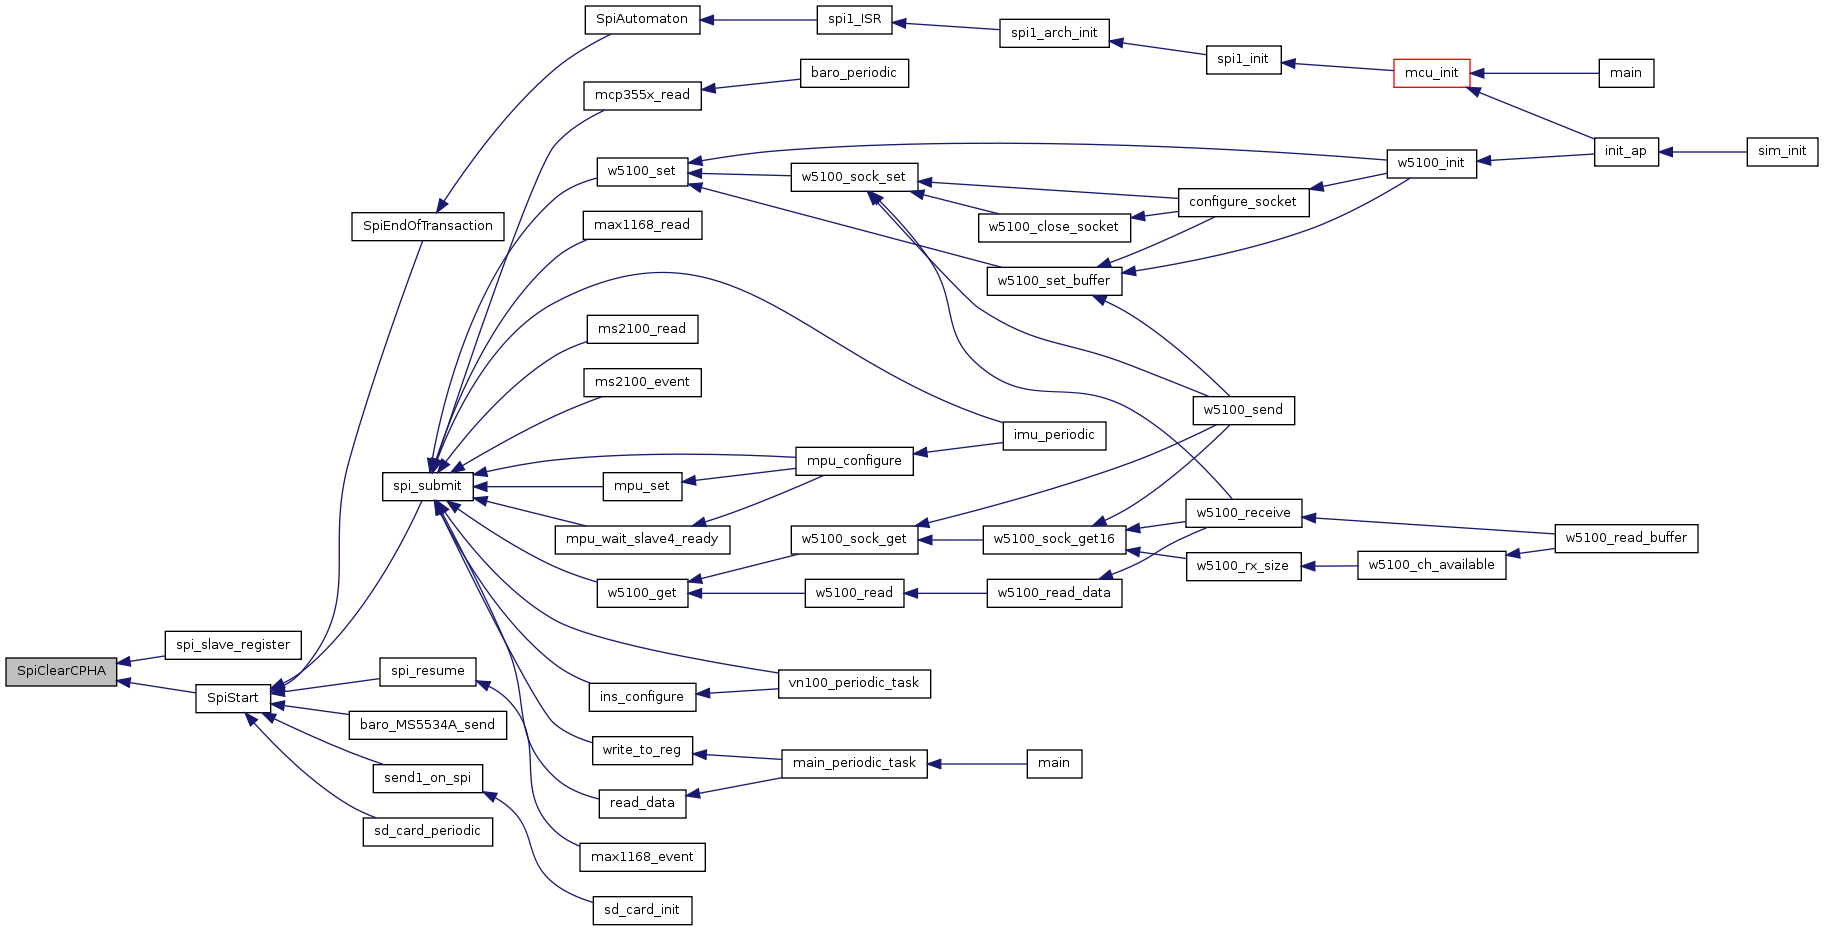 SpiAutomaton
spi1_ISR
spi1_arch_init
spi1_init
mcu_init
main
baro_periodic
mcp355x_read
init_ap
sim_init
w5100_set
w5100_sock_set
w5100_init
configure_socket
SpiEndOfTransaction
max1168_read
w5100_close_socket
w5100_set_buffer
ms2100_read
ms2100_event
w5100_send
imu_periodic
mpu_configure
spi_submit
mpu_set
w5100_receive
mpu_wait_slave4_ready
w5100_sock_get
w5100_sock_get16
w5100_read_buffer
w5100_rx_size
w5100_ch_available
w5100_get
w5100_read
w5100_read_data
spi_slave_register
SpiClearCPHA
spi_resume
vn100_periodic_task
SpiStart
ins_configure
baro_MS5534A_send
write_to_reg
main_periodic_task
main
send1_on_spi
read_data
sd_card_periodic
max1168_event
sd_card_init